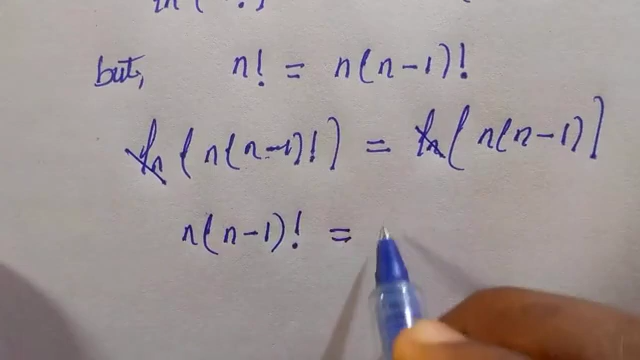 but, n! = n(n-1)!
ln(n(n-1)!) = ln[n(n-1)]
n(n-1)! =